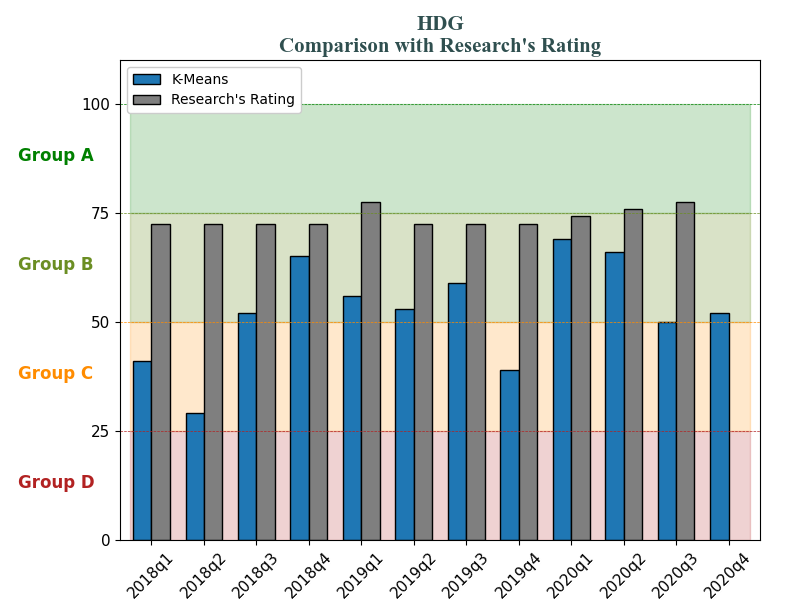 HDG
Comparison with Research's Rating
K-Means
Research's Rating
100
Group A
75
Group B
50
Group C
25
Group D
0
2018q1
2018q2
2018q3
2018q4
2019q1
2019q2
2019q3
2019q4
2020q1
2020q2
2020q3
2020q4